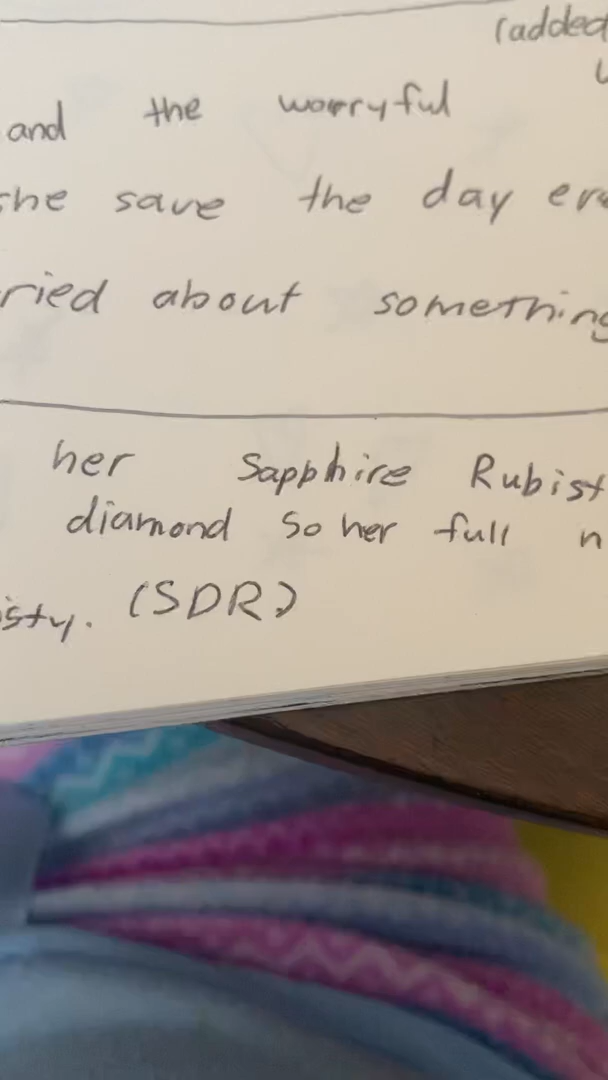 (added
and the worryful
she save the day
ried about something
her Sapphire Rubist
diamond so her full n
isty. (SDR)